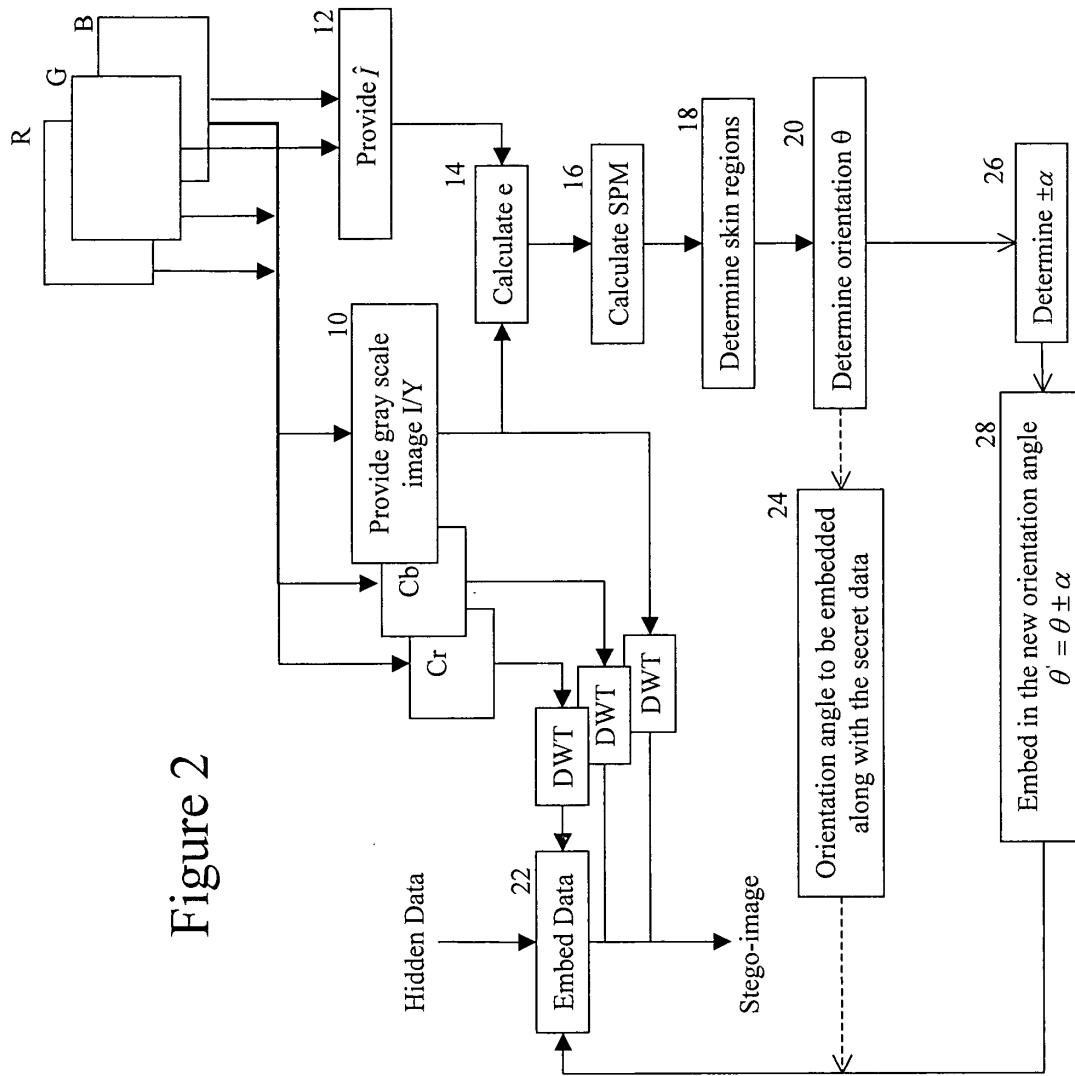 Figure 2
R
G
B
12
Provide Î
10
Provide gray scale
image I/Y
Cb
Cr
14
Calculate e
16
Calculate SPM
18
Determine skin regions
20
Determine orientation θ
DWT
DWT
DWT
Hidden Data
22
Embed Data
Stego-image
24
Orientation angle to be embedded
along with the secret data
26
Determine ±α
28
Embed in the new orientation angle
θ' = θ ± α